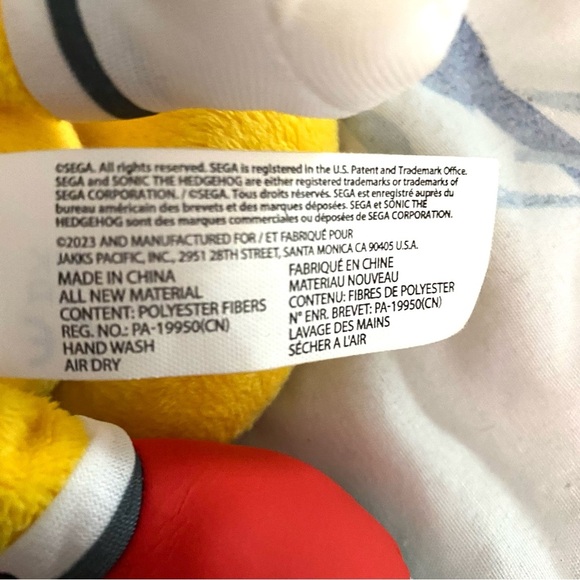 ©SEGA. All rights reserved. SEGA is registered in the U.S. Patent and Trademark Office.
SEGA and SONIC THE HEDGEHOG are either registered trademarks or trademarks of
SEGA CORPORATION. / ©SEGA. Tous droits réservés. SEGA est enregistré auprès du
bureau américain des brevets et des marques déposées. SEGA et SONIC THE
HEDGEHOG sont des marques commerciales ou déposées de SEGA CORPORATION.
©2023 AND MANUFACTURED FOR / ET FABRIQUÉ POUR
JAKKS PACIFIC, INC., 2951 28TH STREET, SANTA MONICA CA 90405 U.S.A.
MADE IN CHINA
ALL NEW MATERIAL
CONTENT: POLYESTER FIBERS
REG. NO.: PA-19950(CN)
HAND WASH
AIR DRY
FABRIQUÉ EN CHINE
MATERIAU NOUVEAU
CONTENU: FIBRES DE POLYESTER
N° ENR. BREVET: PA-19950(CN)
LAVAGE DES MAINS
SÉCHER A L'AIR